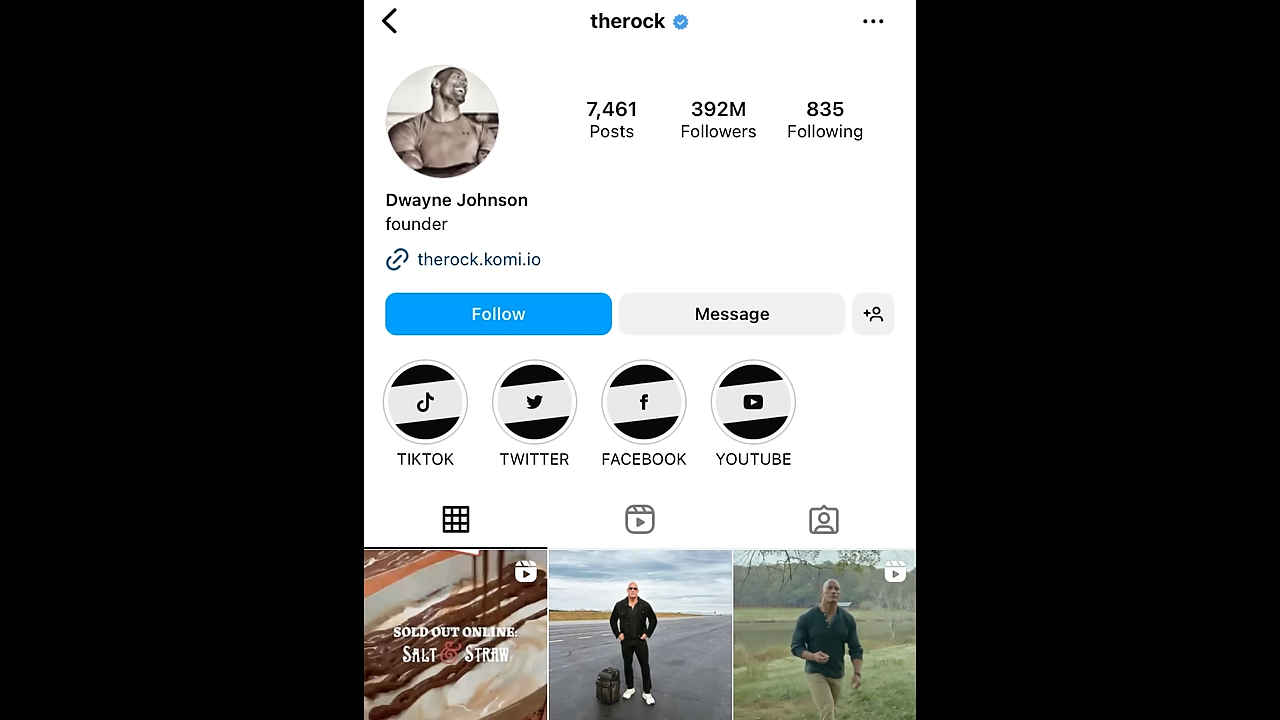 therock
7,461 392M 835
Posts Followers Following
Dwayne Johnson
founder
therock.komi.io
Follow Message
TIKTOK TWITTER FACEBOOK YOUTUBE
SOLD OUT ONLINE:
SALT & STRAW